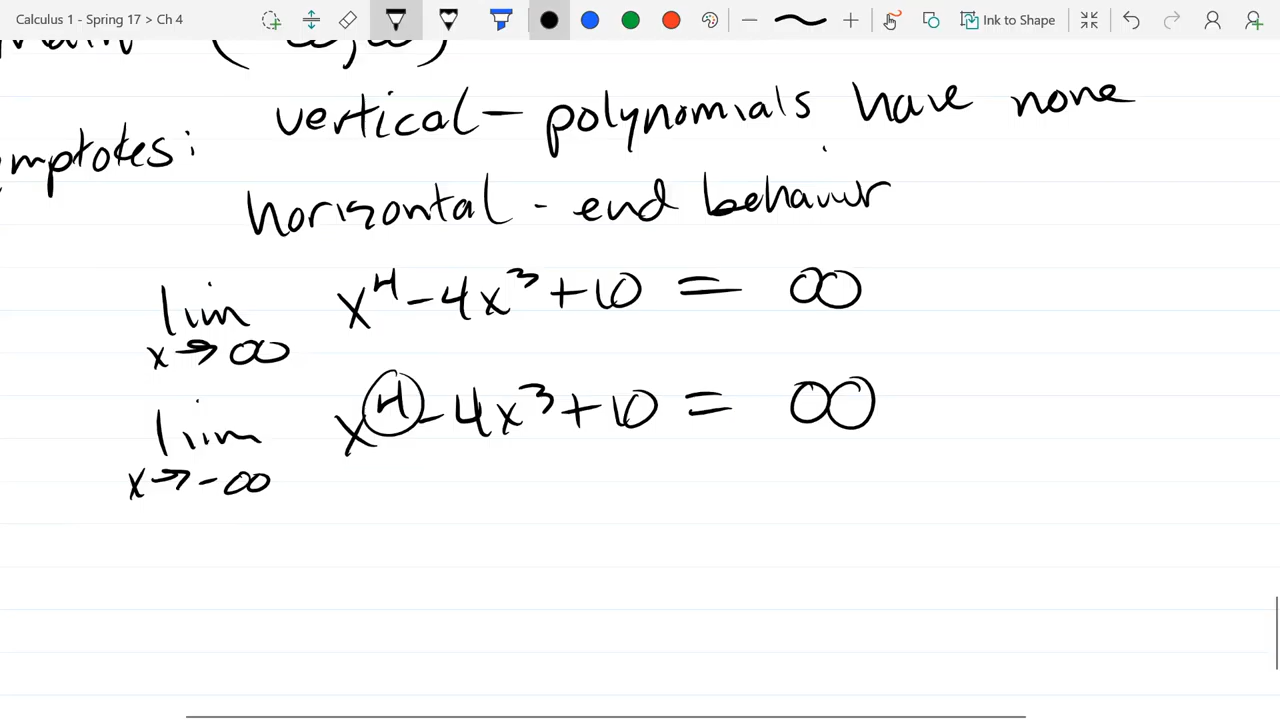 Calculus 1 - Spring 17 > Ch 4
Ink to Shape
vertical - polynomials have none
mptotes:
horizontal - end behavior
lim x→∞ x⁴ - 4x³ + 10 = ∞
lim x→-∞ x⁴ - 4x³ + 10 = ∞